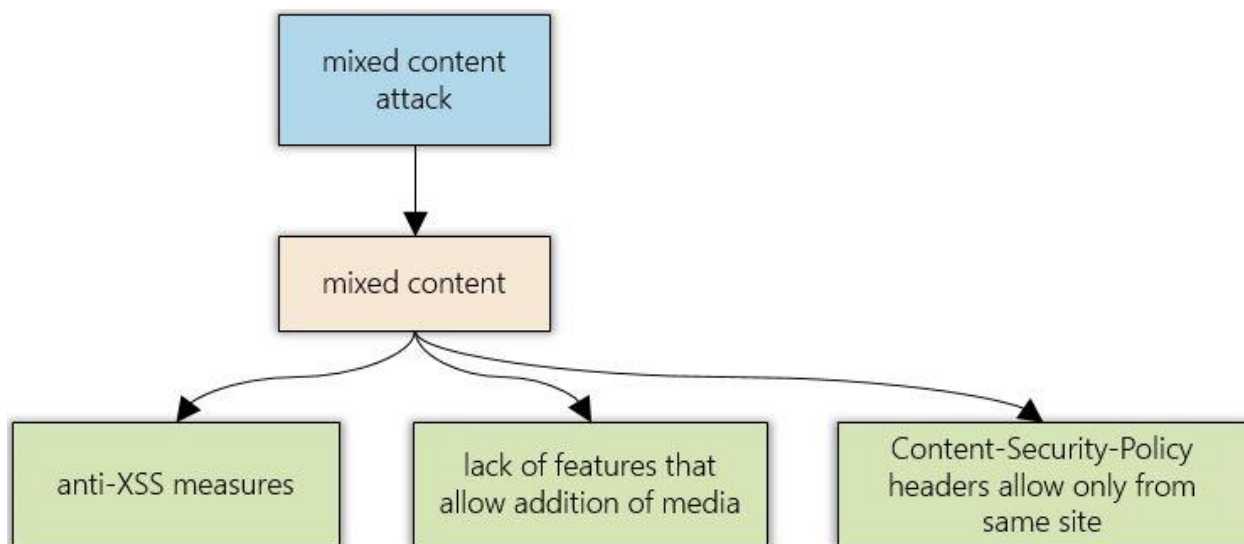 mixed content
attack
mixed content
anti-XSS measures
lack of features that
allow addition of media
Content-Security-Policy
headers allow only from
same site